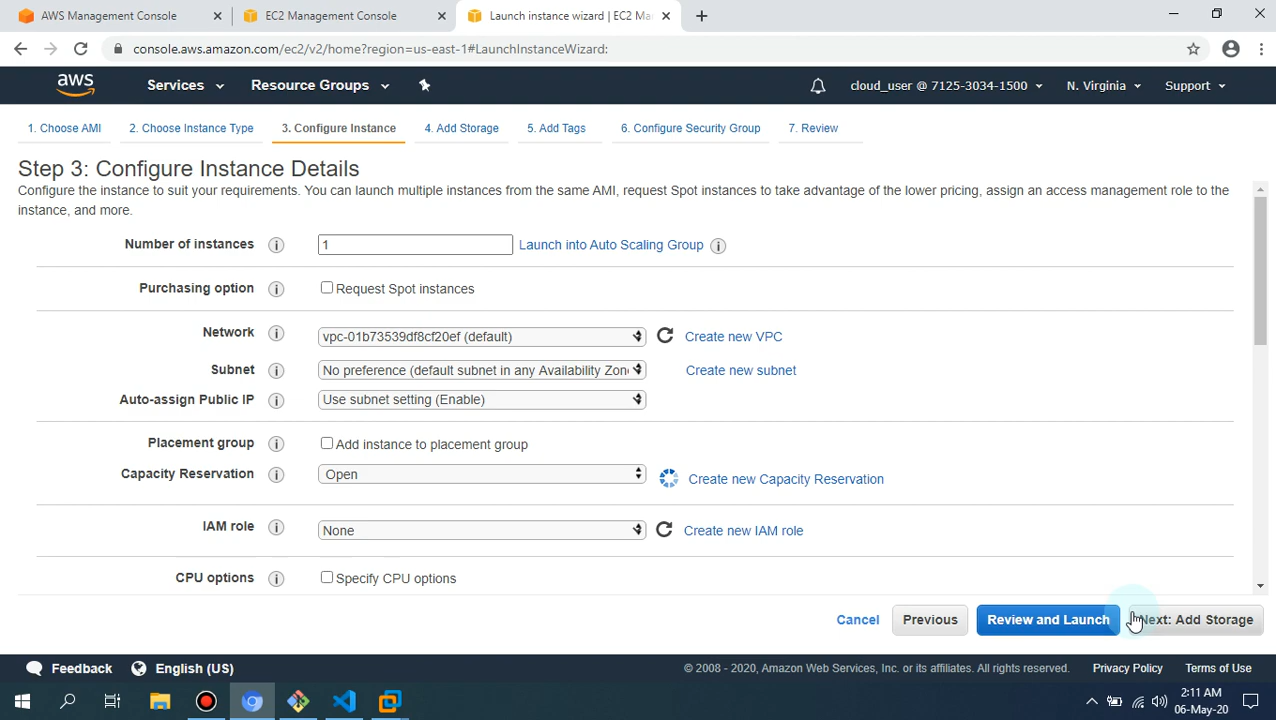 AWS Management Console
EC2 Management Console
Launch instance wizard | EC2 Ma
console.aws.amazon.com/ec2/v2/home?region=us-east-1#LaunchInstanceWizard:
aws
Services
Resource Groups
cloud_user @ 7125-3034-1500
N. Virginia
Support
1. Choose AMI
2. Choose Instance Type
3. Configure Instance
4. Add Storage
5. Add Tags
6. Configure Security Group
7. Review
Step 3: Configure Instance Details
Configure the instance to suit your requirements. You can launch multiple instances from the same AMI, request Spot instances to take advantage of the lower pricing, assign an access management role to the
instance, and more.
Number of instances
1
Launch into Auto Scaling Group
Purchasing option
Request Spot instances
Network
vpc-01b73539df8cf20ef (default)
Create new VPC
Subnet
No preference (default subnet in any Availability Zon
Create new subnet
Auto-assign Public IP
Use subnet setting (Enable)
Placement group
Add instance to placement group
Capacity Reservation
Open
Create new Capacity Reservation
IAM role
None
Create new IAM role
CPU options
Specify CPU options
Cancel
Previous
Review and Launch
Next: Add Storage
Feedback
English (US)
© 2008 - 2020, Amazon Web Services, Inc. or its affiliates. All rights reserved.
Privacy Policy
Terms of Use
2:11 AM
06-May-20